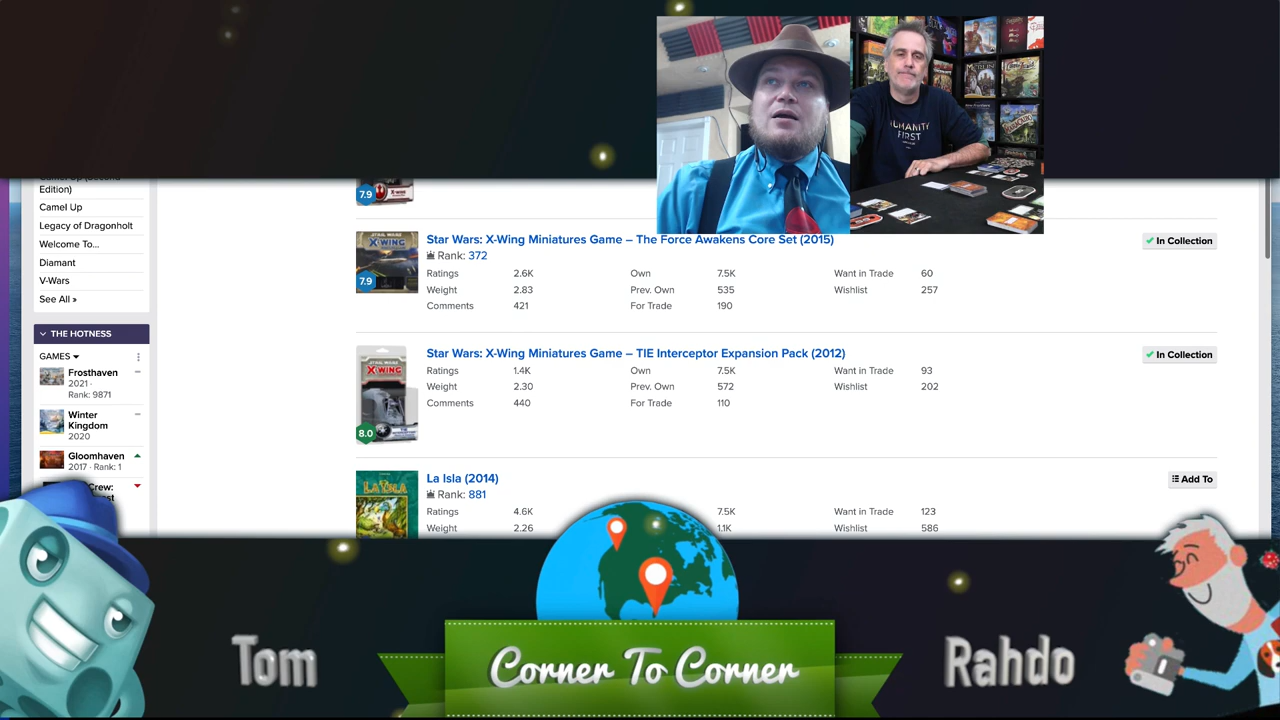 HUMANITY
FIRST
Edition)
Camel Up
Legacy of Dragonholt
Welcome To...
Diamant
V-Wars
See All »
THE HOTNESS
GAMES
Frosthaven
2021 ·
Rank: 9871
Winter
Kingdom
2020
Gloomhaven
2017 · Rank: 1
Crew:
7.9
Star Wars: X-Wing Miniatures Game – The Force Awakens Core Set (2015)
In Collection
Rank: 372
Ratings 2.6K Own 7.5K Want in Trade 60
Weight 2.83 Prev. Own 535 Wishlist 257
Comments 421 For Trade 190
X-WING
7.9
Star Wars: X-Wing Miniatures Game – TIE Interceptor Expansion Pack (2012)
In Collection
Ratings 1.4K Own 7.5K Want in Trade 93
Weight 2.30 Prev. Own 572 Wishlist 202
Comments 440 For Trade 110
X-WING
8.0
La Isla (2014)
Add To
Rank: 881
Ratings 4.6K 7.5K Want in Trade 123
Weight 2.26 1.1K Wishlist 586
LA ISLA
Tom
Corner To Corner
Rahdo